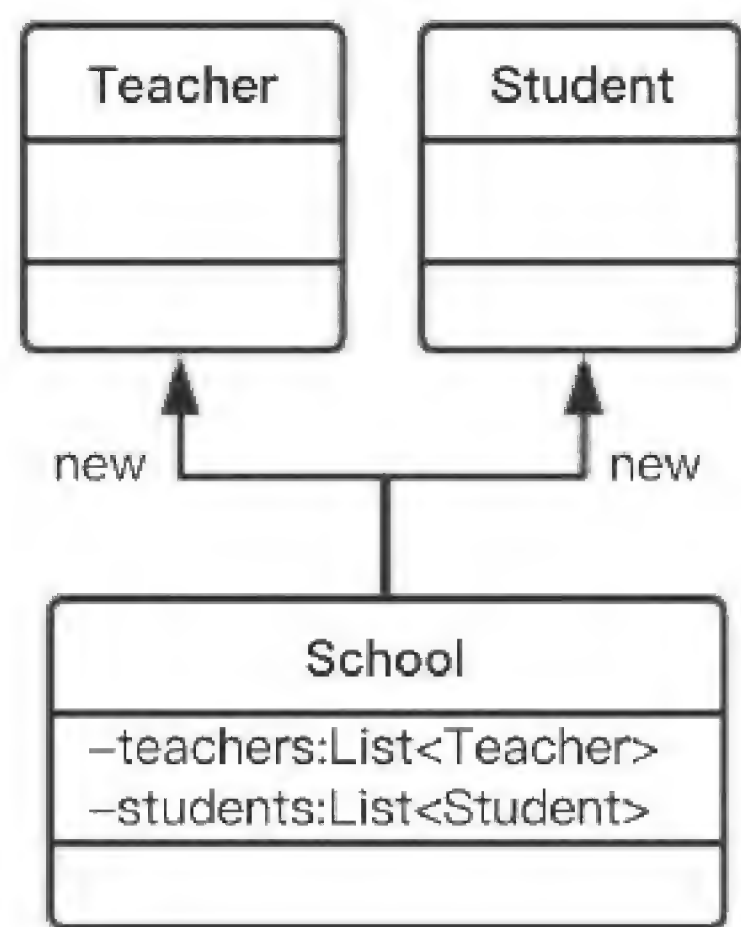 Teacher
Student
new
new
School
–teachers:List<Teacher>
–students:List<Student>